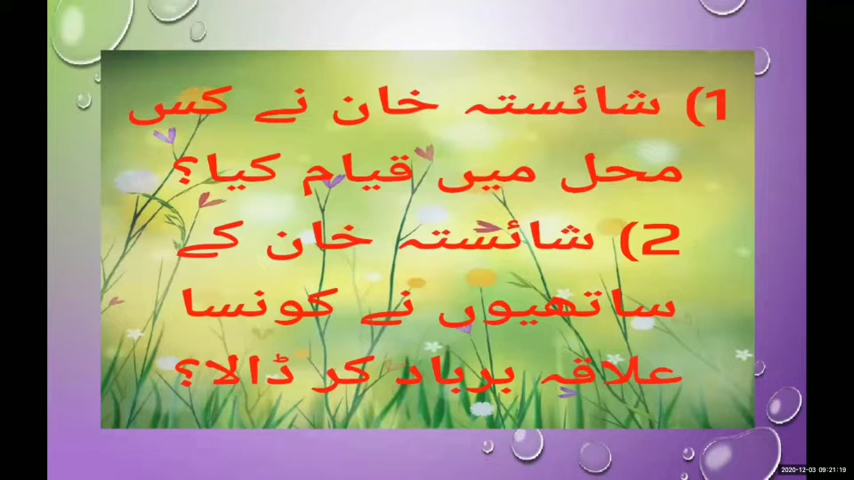 1) شائستہ خان نے کس
محل میں قیام کیا؟
2) شائستہ خان کے
ساتھیوں نے کونسا
علاقہ برباد کر ڈالا؟
2020-12-03 09:21:19